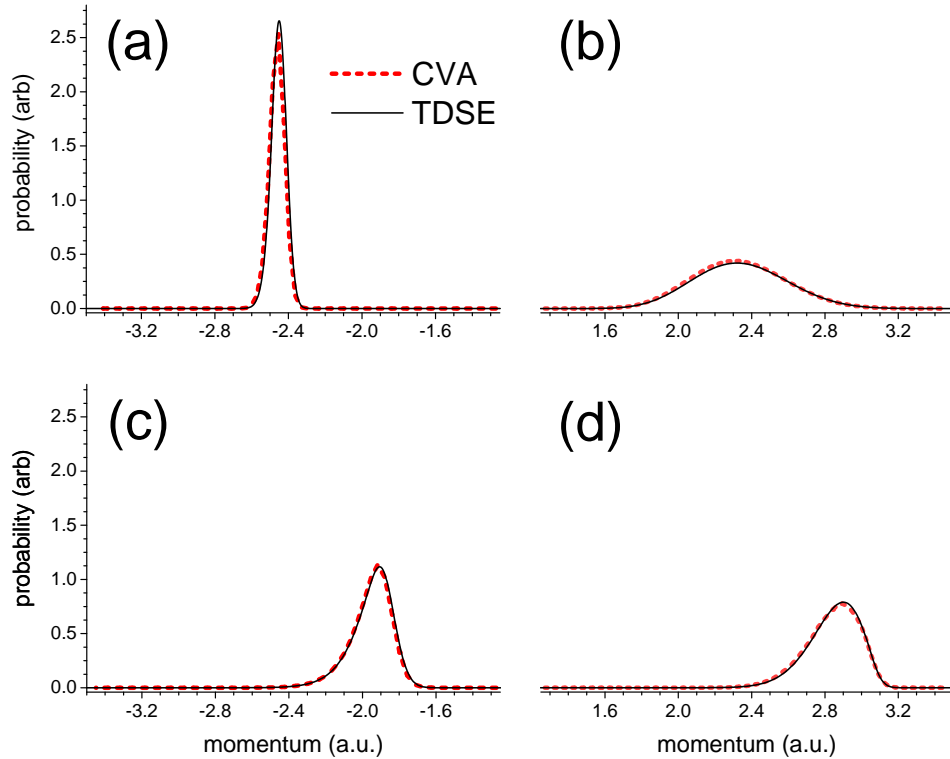 (a)
CVA
TDSE
probability (arb)
2.5
2.0
1.5
1.0
0.5
0.0
-3.2 -2.8 -2.4 -2.0 -1.6
(b)
1.6 2.0 2.4 2.8 3.2
(c)
probability (arb)
2.5
2.0
1.5
1.0
0.5
0.0
-3.2 -2.8 -2.4 -2.0 -1.6
momentum (a.u.)
(d)
1.6 2.0 2.4 2.8 3.2
momentum (a.u.)